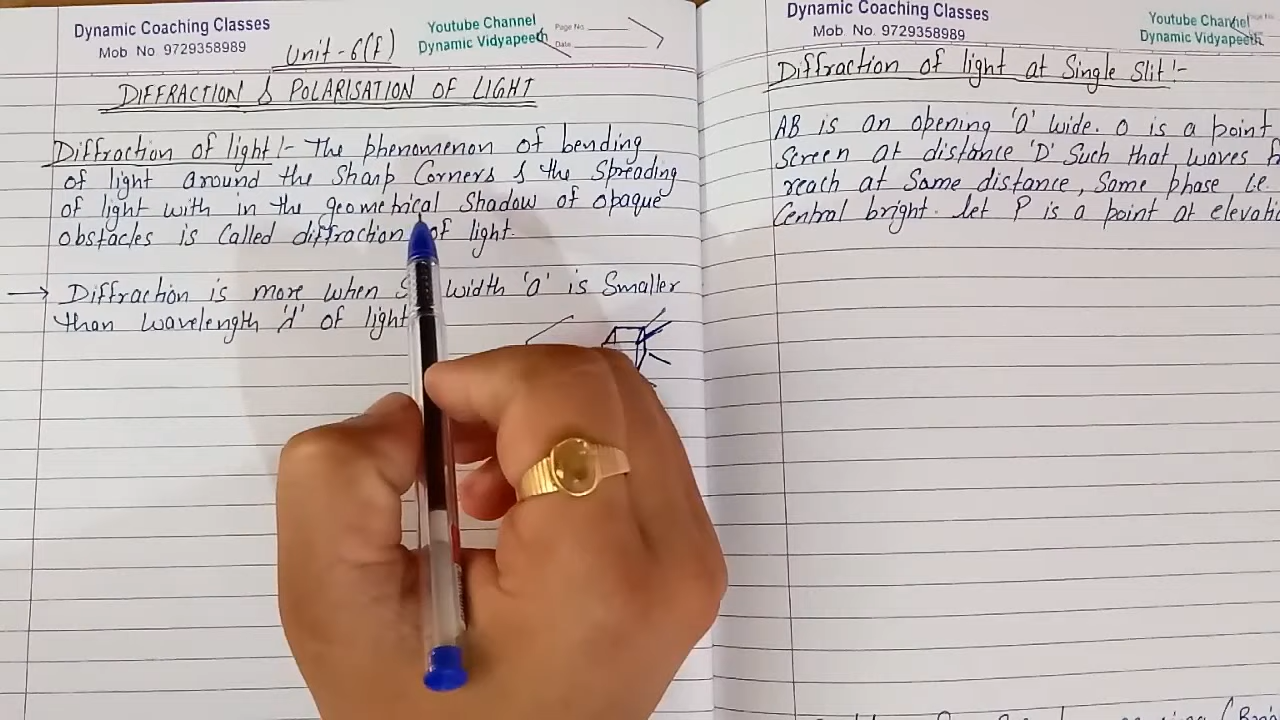 Dynamic Coaching Classes
Mob No. 9729358989
Youtube Channel
Dynamic Vidyapeeth
Page No.
Date
Unit-6(f)
DIFFRACTION & POLARISATION OF LIGHT
Diffraction of light :- The phenomenon of bending
of light around the sharp Corners & the Spreading
of light with in the geometrical Shadow of opaque
obstacles is Called diffraction of light.
→ Diffraction is more when width 'a' is Smaller
than wavelength 'λ' of light
Dynamic Coaching Classes
Mob No. 9729358989
Youtube Channel
Dynamic Vidyapeeth
Diffraction of light at Single Slit :-
AB is an opening 'a' wide. O is a point
Screen at distance 'D' Such that, waves
reach at Same distance, Same phase i.e.
Central bright. let P is a point at